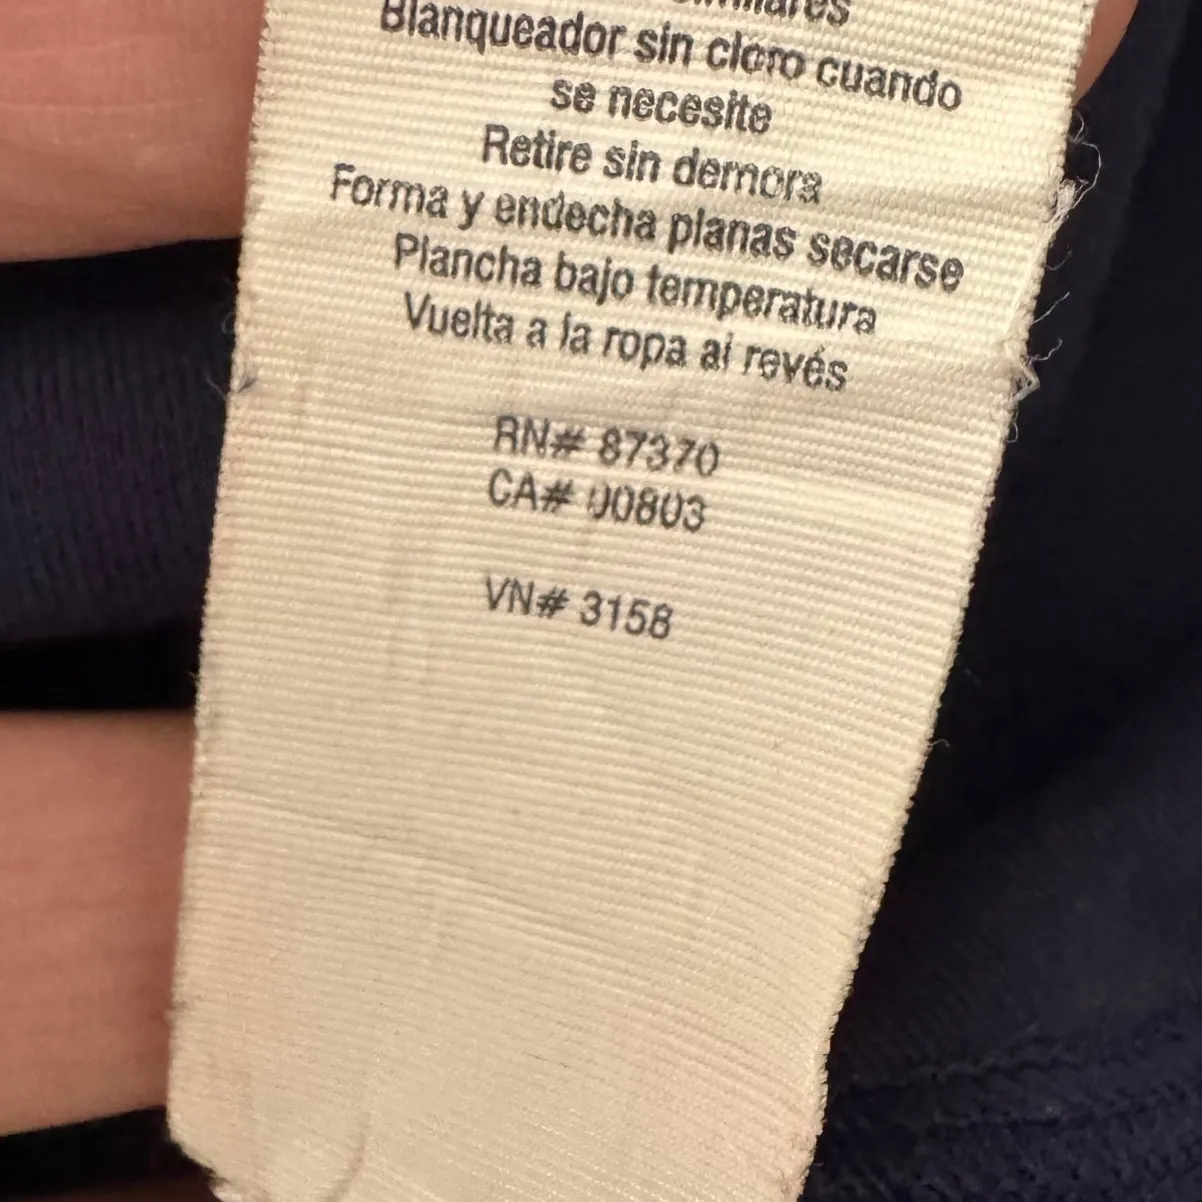 similares
Blanqueador sin cloro cuando
se necesite
Retire sin demora
Forma y endecha planas secarse
Plancha bajo temperatura
Vuelta a la ropa al revés
RN# 87370
CA# 00803
VN# 3158